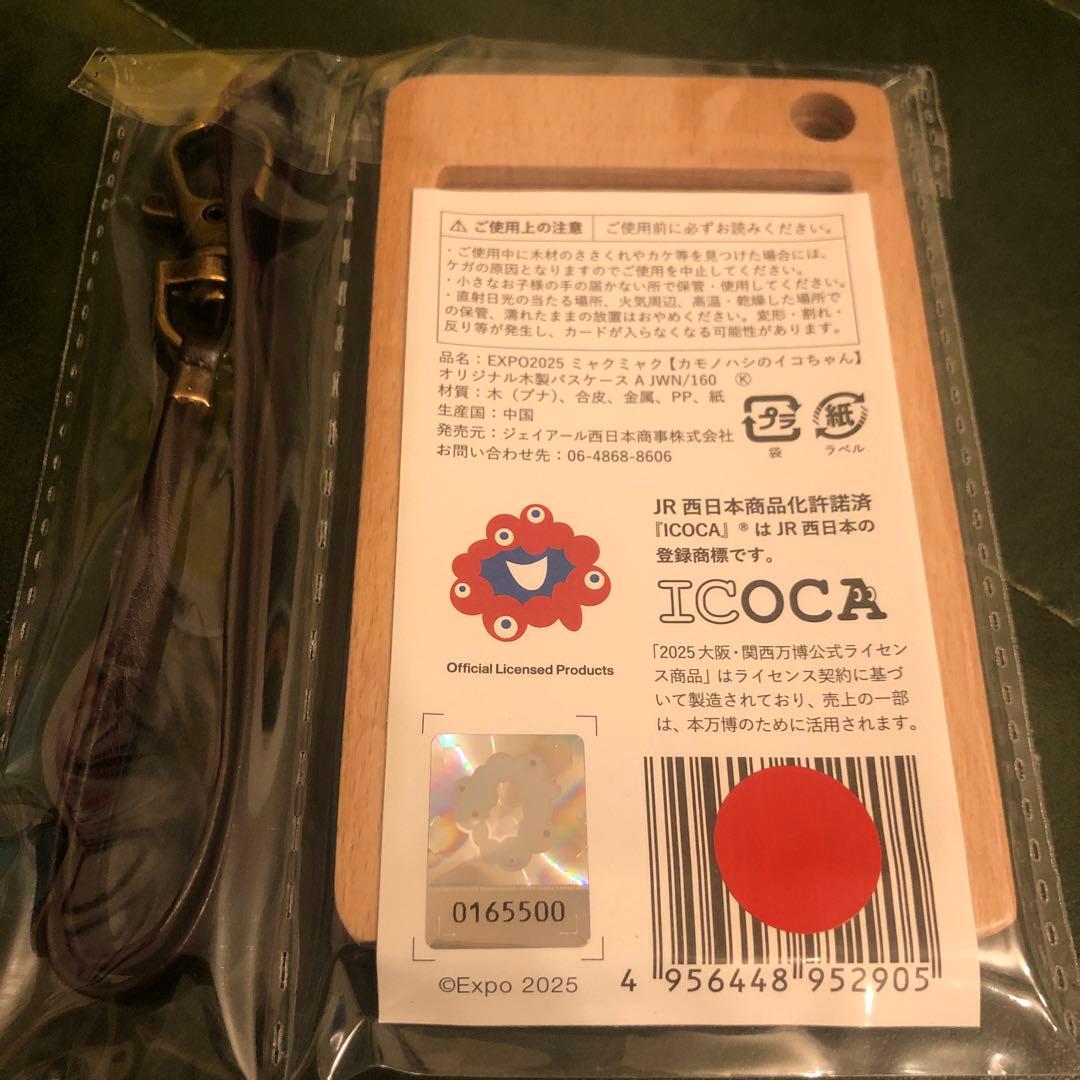 ⚠ ご使用上の注意 ご使用前に必ずお読みください。
・ご使用中に木材のささくれやカケ等を見つけた場合には、
ケガの原因となりますのでご使用を中止してください。
・小さなお子様の手の届かない所で保管・使用してください。
・直射日光の当たる場所、火気周辺、高温・乾燥した場所で
の保管、濡れたままの放置はおやめください。変形・割れ・
反り等が発生し、カードが入らなくなる可能性があります。
品名：EXPO2025 ミャクミャク【カモノハシのイコちゃん】
オリジナル木製パスケース A JWN/160 Ⓚ
材質：木（ブナ）、合皮、金属、PP、紙
生産国：中国
発売元：ジェイアール西日本商事株式会社
お問い合わせ先：06-4868-8606
プラ
袋
紙
ラベル
Official Licensed Products
JR 西日本商品化許諾済
『ICOCA』® は JR 西日本の
登録商標です。
ICOCA
「2025大阪・関西万博公式ライセン
ス商品」はライセンス契約に基づ
いて製造されており、売上の一部
は、本万博のために活用されます。
0165500
©Expo 2025
4 956448 952905